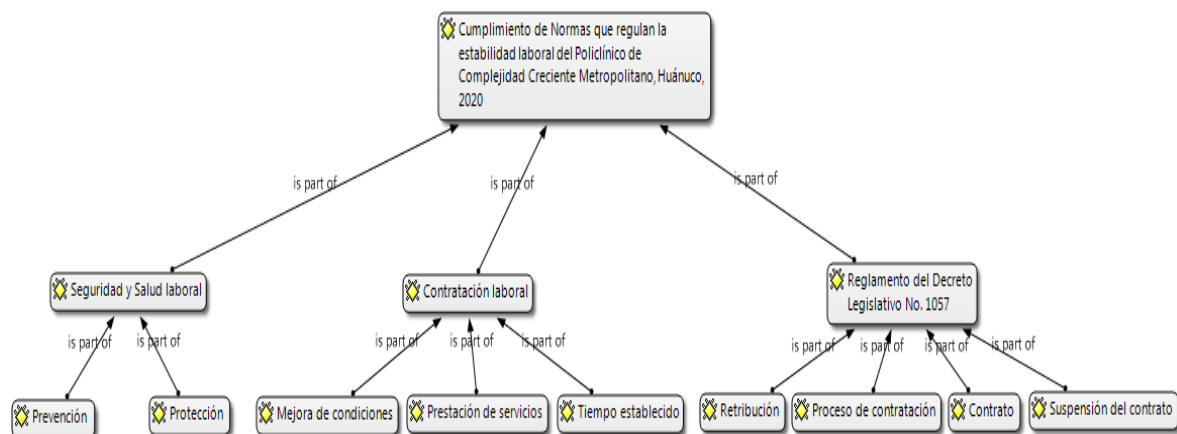 Cumplimiento de Normas que regulan la
estabilidad laboral del Policlínico de
Complejidad Creciente Metropolitano, Huánuco,
2020
is part of
is part of
is part of
Seguridad y Salud laboral
Contratación laboral
Reglamento del Decreto
Legislativo No. 1057
is part of
is part of
is part of
is part of
is part of
is part of
is part of
is part of
is part of
Prevención
Protección
Mejora de condiciones
Prestación de servicios
Tiempo establecido
Retribución
Proceso de contratación
Contrato
Suspensión del contrato